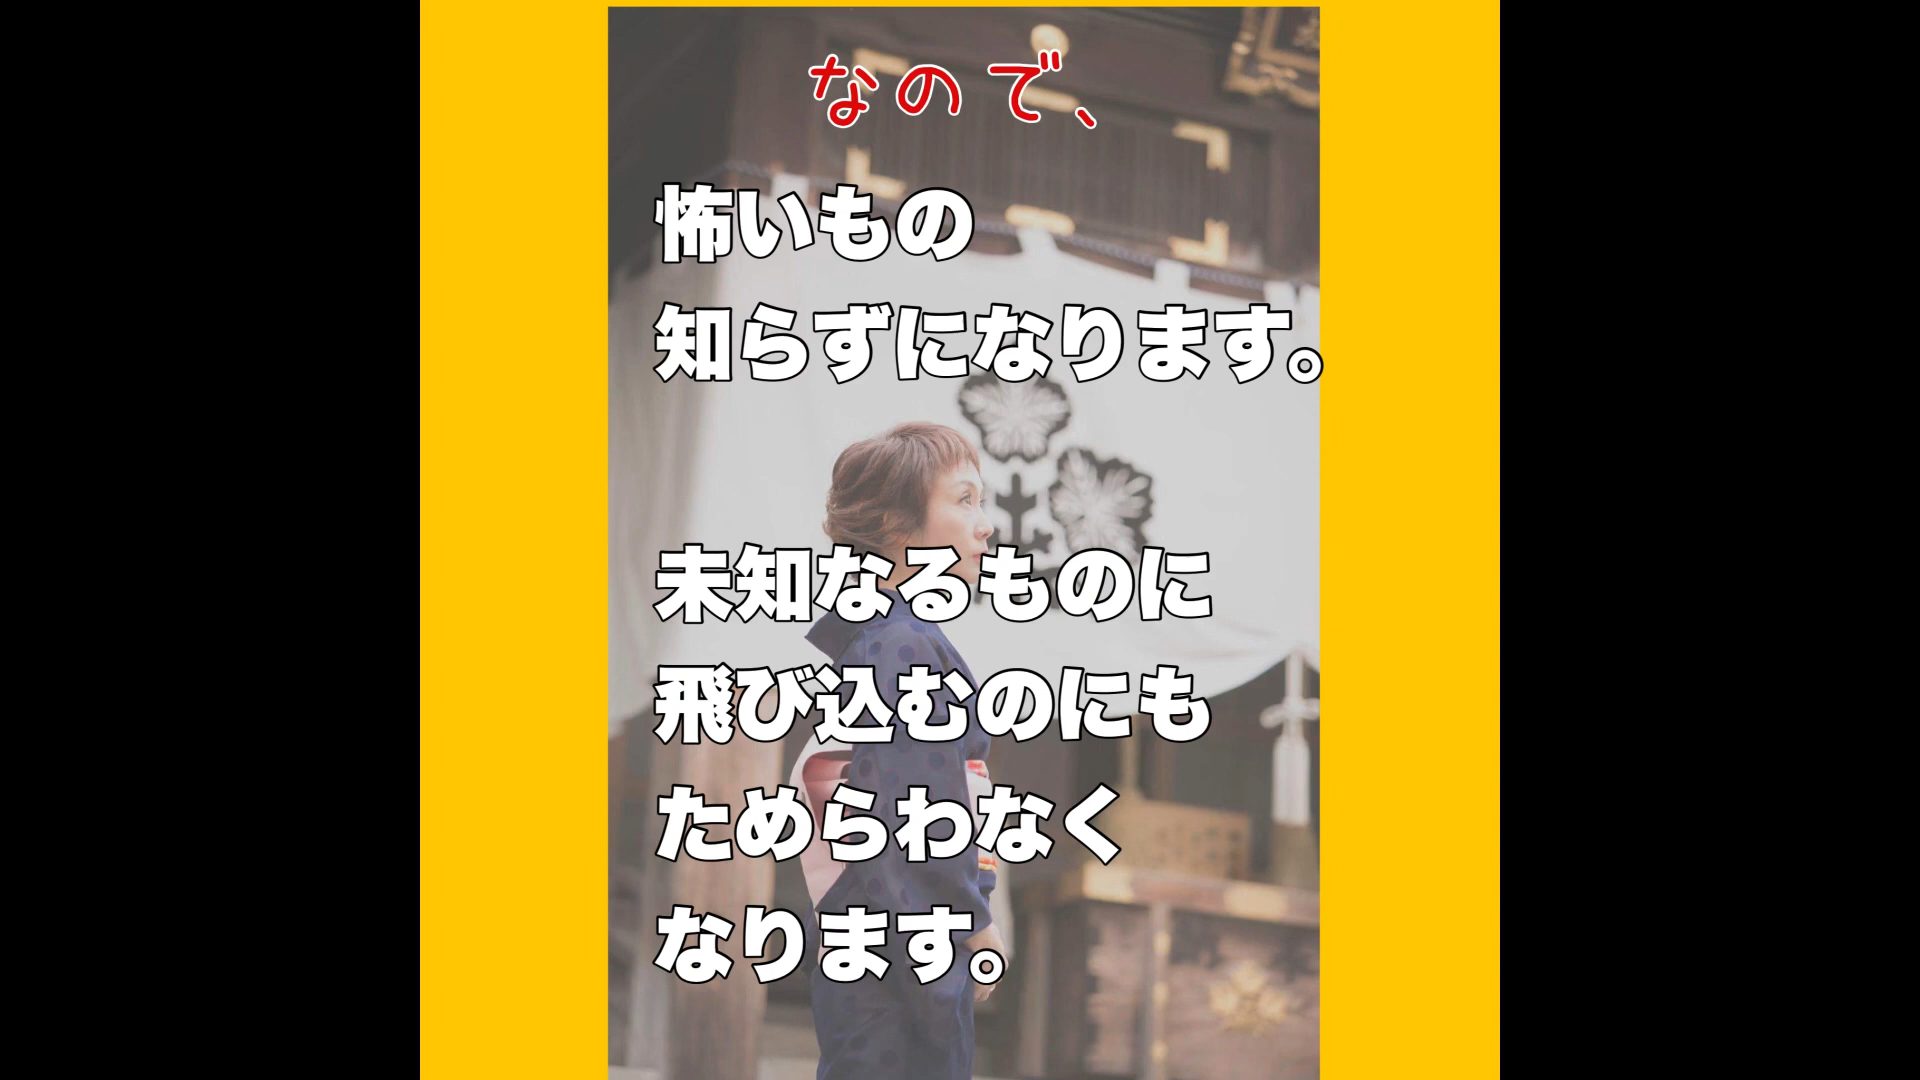 なので、
怖いもの
知らずになります。
未知なるものに
飛び込むのにも
ためらわなく
なります。